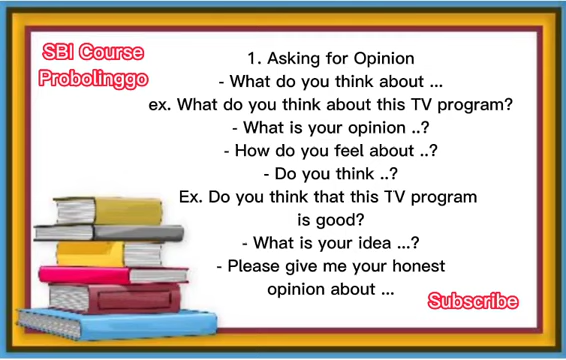 SBI Course
Probolinggo
1. Asking for Opinion
- What do you think about ...
ex. What do you think about this TV program?
- What is your opinion ..?
- How do you feel about ..?
- Do you think ..?
Ex. Do you think that this TV program
is good?
- What is your idea ...?
- Please give me your honest
opinion about ...
Subscribe